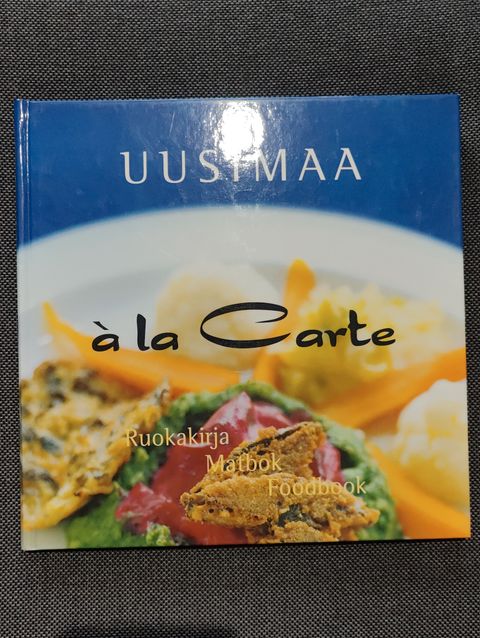 UUSIMAA
à la Carte
Ruokakirja
Matbok
Foodbook